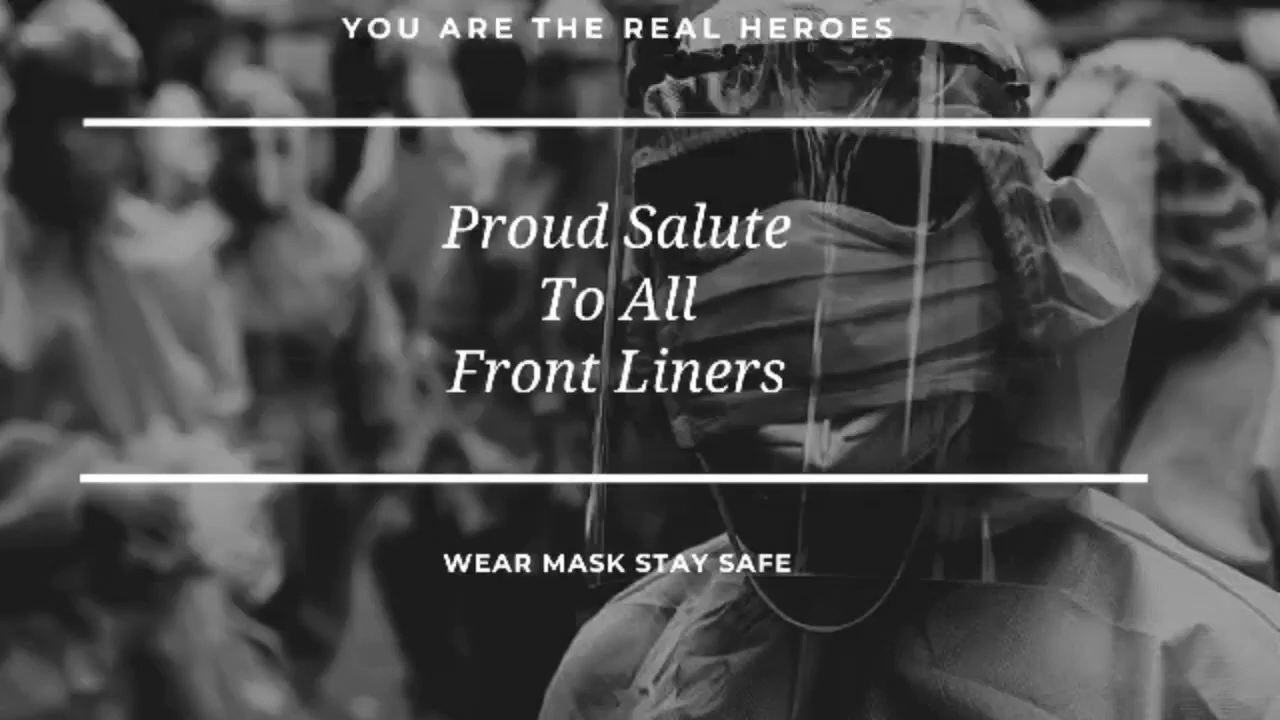 YOU ARE THE REAL HEROES
Proud Salute
To All
Front Liners
WEAR MASK STAY SAFE